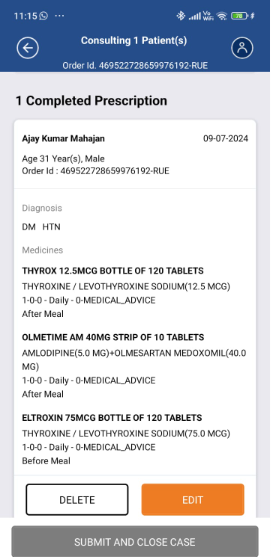 11:15
Consulting 1 Patient(s)
Order Id. 469522728659976192-RUE
1 Completed Prescription
Ajay Kumar Mahajan 09-07-2024
Age 31 Year(s), Male
Order Id : 469522728659976192-RUE
Diagnosis
DM HTN
Medicines
THYROX 12.5MCG BOTTLE OF 120 TABLETS
THYROXINE / LEVOTHYROXINE SODIUM(12.5 MCG)
1-0-0 - Daily - 0-MEDICAL_ADVICE
After Meal
OLMETIME AM 40MG STRIP OF 10 TABLETS
AMLODIPINE(5.0 MG)+OLMESARTAN MEDOXOMIL(40.0
MG)
1-0-0 - Daily - 0-MEDICAL_ADVICE
After Meal
ELTROXIN 75MCG BOTTLE OF 120 TABLETS
THYROXINE / LEVOTHYROXINE SODIUM(75.0 MCG)
1-0-0 - Daily - 0-MEDICAL_ADVICE
Before Meal
DELETE EDIT
SUBMIT AND CLOSE CASE